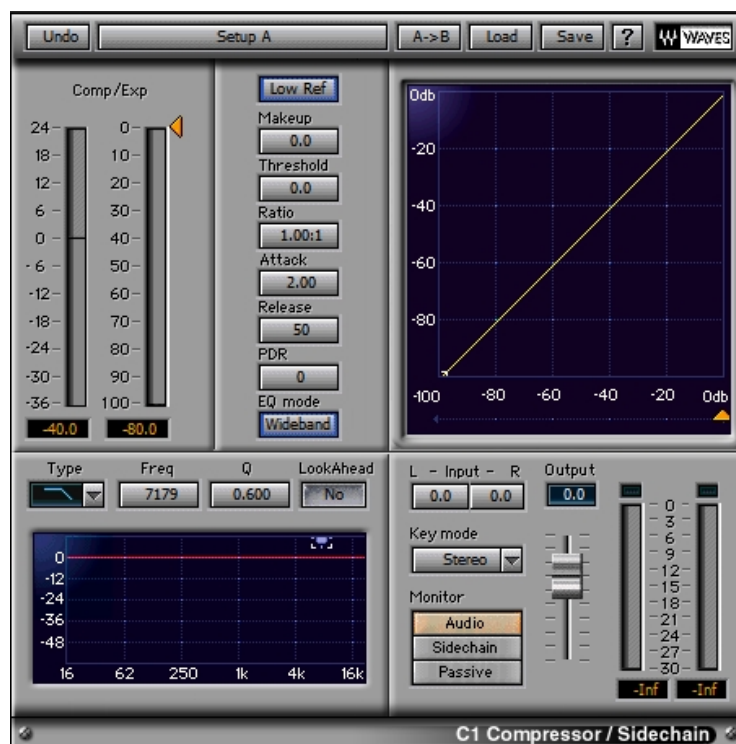 Undo Setup A A->B Load Save ? WAVES
Comp/Exp
24 0
18 10
12 20
6 30
0 40
-6 50
-12 60
-18 70
-24 80
-30 90
-36 100
-40.0 -80.0
Low Ref
Makeup
0.0
Threshold
0.0
Ratio
1.00:1
Attack
2.00
Release
50
PDR
0
EQ mode
Wideband
0db
-20
-40
-60
-80
-100 -80 -60 -40 -20 0db
Type Freq Q LookAhead
7179 0.600 No
0
-12
-24
-36
-48
16 62 250 1k 4k 16k
L - Input - R Output
0.0 0.0 0.0
Key mode
Stereo
Monitor
Audio
Sidechain
Passive
0
3
6
9
-12
-15
-18
-21
-24
-27
-30
-Inf -Inf
C1 Compressor / Sidechain